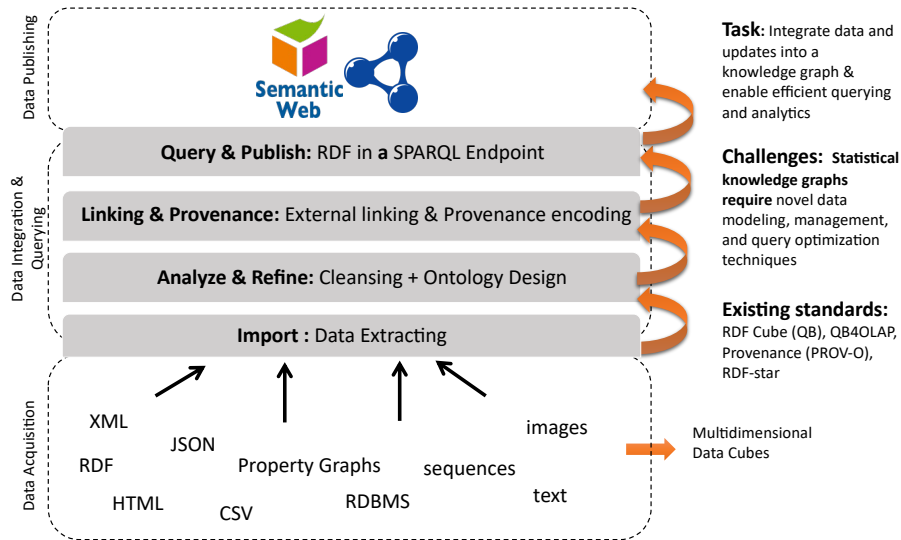 Data Publishing
Semantic
Web
Task: Integrate data and
updates into a
knowledge graph &
enable efficient querying
and analytics
Data Integration &
Querying
Query & Publish: RDF in a SPARQL Endpoint
Linking & Provenance: External linking & Provenance encoding
Analyze & Refine: Cleansing + Ontology Design
Import : Data Extracting
Challenges: Statistical
knowledge graphs
require novel data
modeling, management,
and query optimization
techniques
Existing standards:
RDF Cube (QB), QB4OLAP,
Provenance (PROV-O),
RDF-star
Data Acquisition
XML
JSON
images
RDF
Property Graphs
sequences
HTML
CSV
RDBMS
text
Multidimensional
Data Cubes